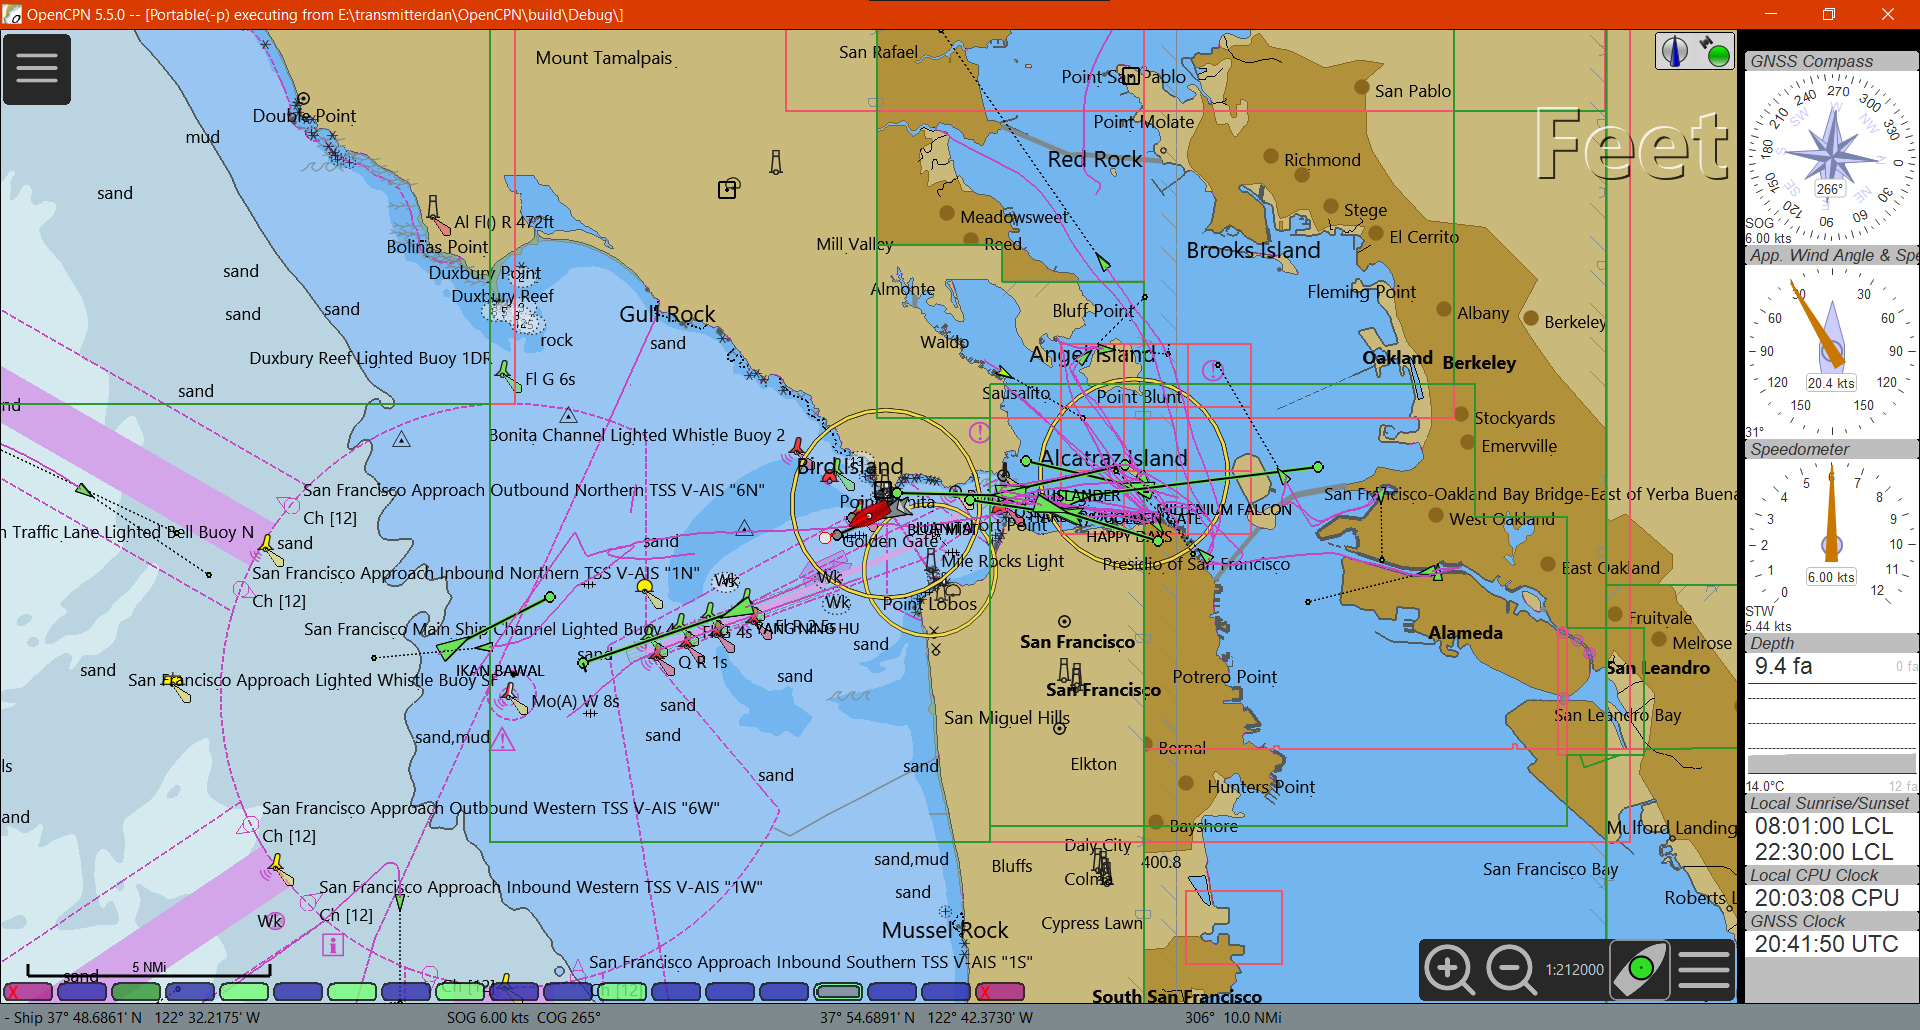 OpenCPN 5.5.0 -- [Portable(-p) executing from E:\transmitterdan\OpenCPN\build\Debug\]
Mount Tamalpais
San Rafael
Point San Pablo
San Pablo
Feet
Double Point
mud
Point Molate
Red Rock
Richmond
sand
Stege
Al Fl() R 472ft
Meadowsweet
Reed
El Cerrito
Bolinas Point
Mill Valley
Brooks Island
Duxbury Point
sand
Almonte
Fleming Point
Duxbury Reef
sand
sand
Gull Rock
Bluff Point
Albany
Berkeley
rock
sand
Waldo
Duxbury Reef Lighted Buoy 1DR
Angel Island
Oakland
Berkeley
Fl G 6s
sand
Sausalito
Point Blunt
Stockyards
Bonita Channel Lighted Whistle Buoy 2
Emervville
Bird Island
Alcatraz Island
San Francisco Approach Outbound Northern TSS V-AIS "6N"
Ch [12]
Point Bonita
ISLANDER
MILLENIUM FALCON
San Francisco-Oakland Bay Bridge-East of Yerba Buena
West Oakland
n Traffic Lane Lighted Bell Buoy N
sand
sand
Golden Gate
GOLDEN GATE
HAPPY DAYS
Mile Rocks Light
Presidio of San Francisco
East Oakland
San Francisco Approach Inbound Northern TSS V-AIS "1N"
Ch [12]
Wk
Wk
Wk
Point Lobos
Fruitvale
San Francisco Main Ship Channel Lighted Buoy 4
Fl G 4s
YANG NING HU
Fl R 2.5s
San Francisco
Alameda
Melrose
sand
sand
IKAN BAWAL
Q R 1s
sand
San Leandro
San Francisco Approach Lighted Whistle Buoy SF
sand
San Francisco
Potrero Point
Mo(A) W 8s
sand
San Miguel Hills
San Leandro Bay
sand,mud
sand
Bernal
sand
sand
Elkton
Hunters Point
San Francisco Approach Outbound Western TSS V-AIS "6W"
Ch [12]
Bayshore
Mulford Landing
sand,mud
Bluffs
Daly City
400.8
Colma
San Francisco Bay
San Francisco Approach Inbound Western TSS V-AIS "1W"
sand
Roberts L
Wk
Ch [12]
Mussel Rock
Cypress Lawn
5 NMi
sand
San Francisco Approach Inbound Southern TSS V-AIS "1S"
Ch [12]
Ch [12]
South San Francisco
1:212000
X
X
GNSS Compass
180 210 240 270 300 330 0 30 60 90 120 150
266°
SOG
6.00 kts
App. Wind Angle & Spe
30 30
60 60
90 90
120 120
150 150
20.4 kts
31°
Speedometer
0 1 2 3 4 5 6 7 8 9 10 11 12
6.00 kts
STW
5.44 kts
Depth
9.4 fa
0 fa
14.0°C
12 fa
Local Sunrise/Sunset
08:01:00 LCL
22:30:00 LCL
Local CPU Clock
20:03:08 CPU
GNSS Clock
20:41:50 UTC
- Ship 37° 48.6861' N 122° 32.2175' W
SOG 6.00 kts COG 265°
37° 54.6891' N 122° 42.3730' W
306° 10.0 NMi